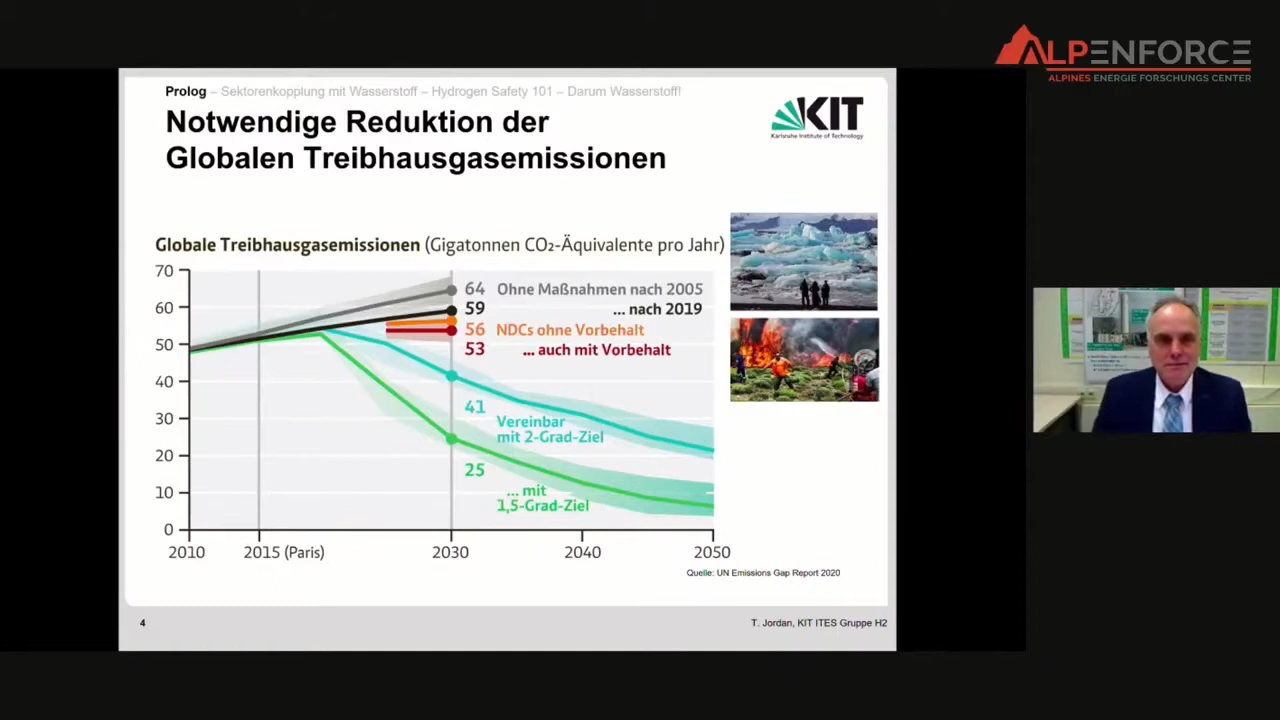 ALPENFORCE
ALPINES ENERGIE FORSCHUNGS CENTER
Prolog – Sektorenkopplung mit Wasserstoff – Hydrogen Safety 101 – Darum Wasserstoff!
Notwendige Reduktion der
Globalen Treibhausgasemissionen
KIT
Karlsruhe Institute of Technology
Globale Treibhausgasemissionen (Gigatonnen CO₂-Äquivalente pro Jahr)
70
60
50
40
30
20
10
0
64 Ohne Maßnahmen nach 2005
59 ... nach 2019
56 NDCs ohne Vorbehalt
53 ... auch mit Vorbehalt
41
Vereinbar
mit 2-Grad-Ziel
25
... mit
1,5-Grad-Ziel
2010 2015 (Paris) 2030 2040 2050
Quelle: UN Emissions Gap Report 2020
4
T. Jordan, KIT ITES Gruppe H2